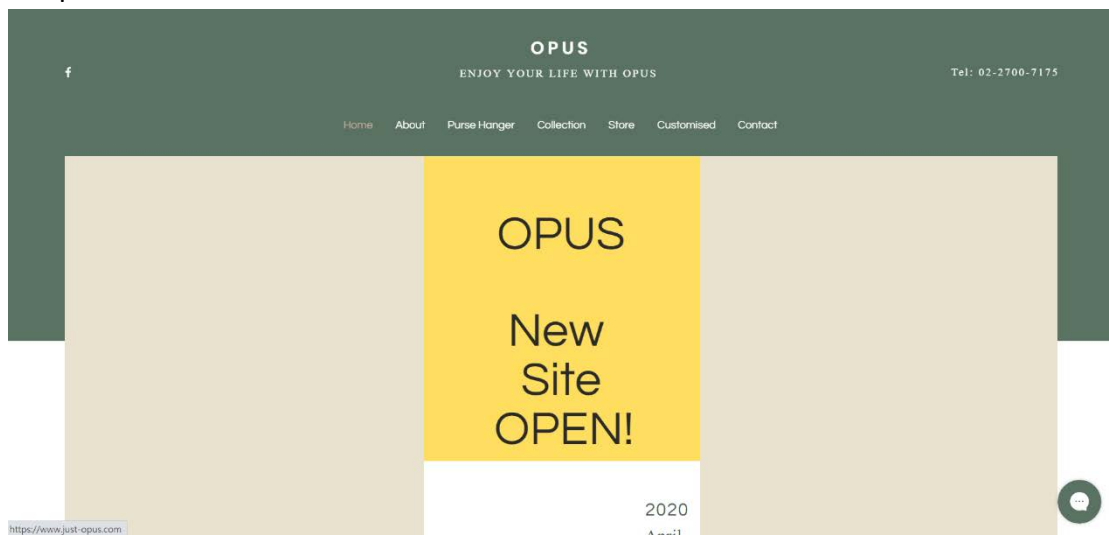 OPUS
f
ENJOY YOUR LIFE WITH OPUS
Tel: 02-2700-7175
Home About Purse Hanger Collection Store Customised Contact
OPUS
New
Site
OPEN!
2020
https://www.just-opus.com